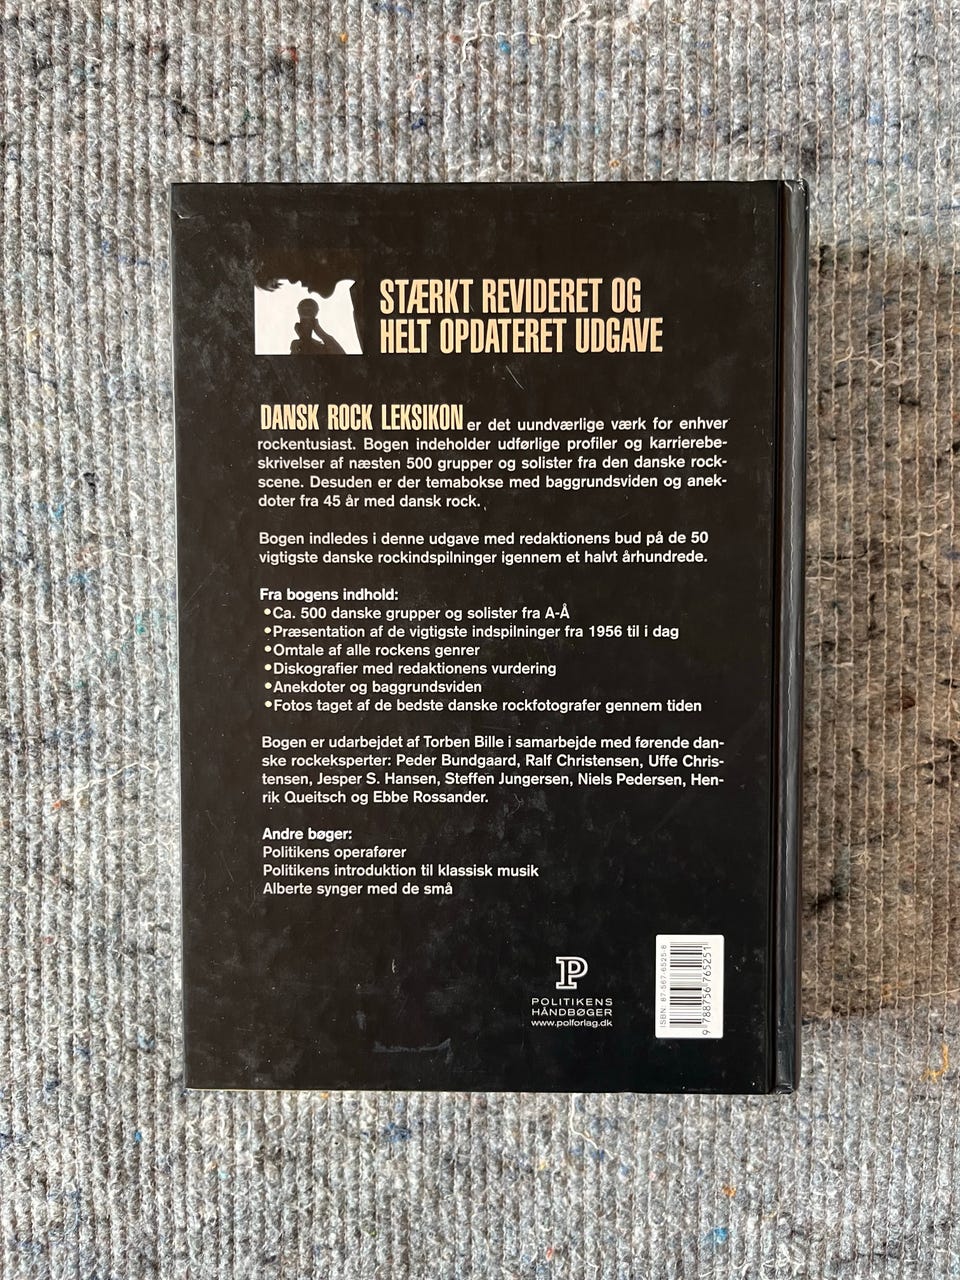 STÆRKT REVIDERET OG
HELT OPDATERET UDGAVE
DANSK ROCK LEKSIKON er det uundværlige værk for enhver
rockentusiast. Bogen indeholder udførlige profiler og karrierebe-
skrivelser af næsten 500 grupper og solister fra den danske rock-
scene. Desuden er der temabokse med baggrundsviden og anek-
doter fra 45 år med dansk rock.
Bogen indledes i denne udgave med redaktionens bud på de 50
vigtigste danske rockindspilninger igennem et halvt århundrede.
Fra bogens indhold:
•Ca. 500 danske grupper og solister fra A-Å
•Præsentation af de vigtigste indspilninger fra 1956 til i dag
•Omtale af alle rockens genrer
•Diskografier med redaktionens vurdering
•Anekdoter og baggrundsviden
•Fotos taget af de bedste danske rockfotografer gennem tiden
Bogen er udarbejdet af Torben Bille i samarbejde med førende dan-
ske rockeksperter: Peder Bundgaard, Ralf Christensen, Uffe Chris-
tensen, Jesper S. Hansen, Steffen Jungersen, Niels Pedersen, Hen-
rik Queitsch og Ebbe Rossander.
Andre bøger:
Politikens operafører
Politikens introduktion til klassisk musik
Alberte synger med de små
P
POLITIKENS
HÅNDBØGER
www.polforlag.dk
ISBN: 87-567-6525-8
9 788756 765251